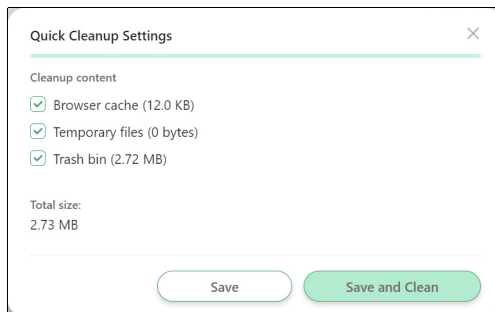 Quick Cleanup Settings
Cleanup content
Browser cache (12.0 KB)
Temporary files (0 bytes)
Trash bin (2.72 MB)
Total size:
2.73 MB
Save
Save and Clean